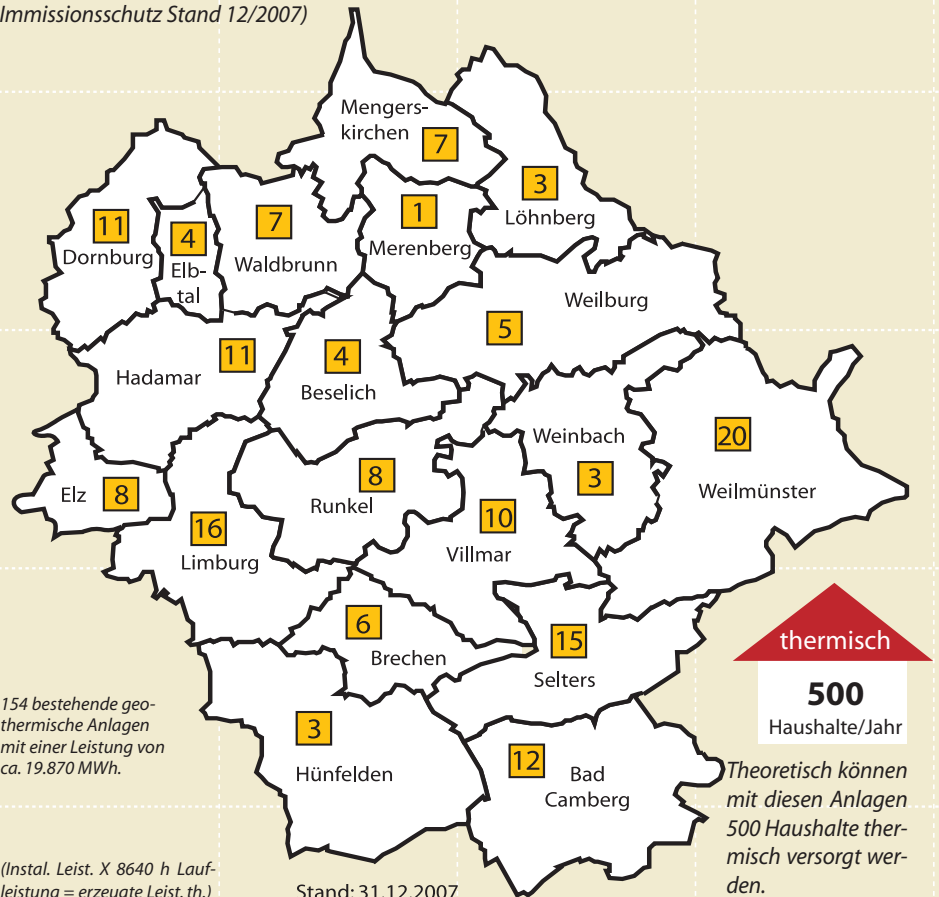 Immissionsschutz Stand 12/2007)
Mengers-
kirchen
7
3
Löhnberg
1
Merenberg
11
Dornburg
4
Elb-
tal
7
Waldbrunn
Weilburg
5
Hadamar
11
4
Beselich
Weinbach
3
20
Weilmünster
Elz
8
8
Runkel
16
Limburg
10
Villmar
6
Brechen
15
Selters
thermisch
500
Haushalte/Jahr
154 bestehende geo-
thermische Anlagen
mit einer Leistung von
ca. 19.870 MWh.
3
Hünfelden
12
Bad
Camberg
Theoretisch können
mit diesen Anlagen
500 Haushalte ther-
misch versorgt wer-
den.
(Instal. Leist. X 8640 h Lauf-
leistung = erzeugte Leist. th.)
Stand: 31.12.2007